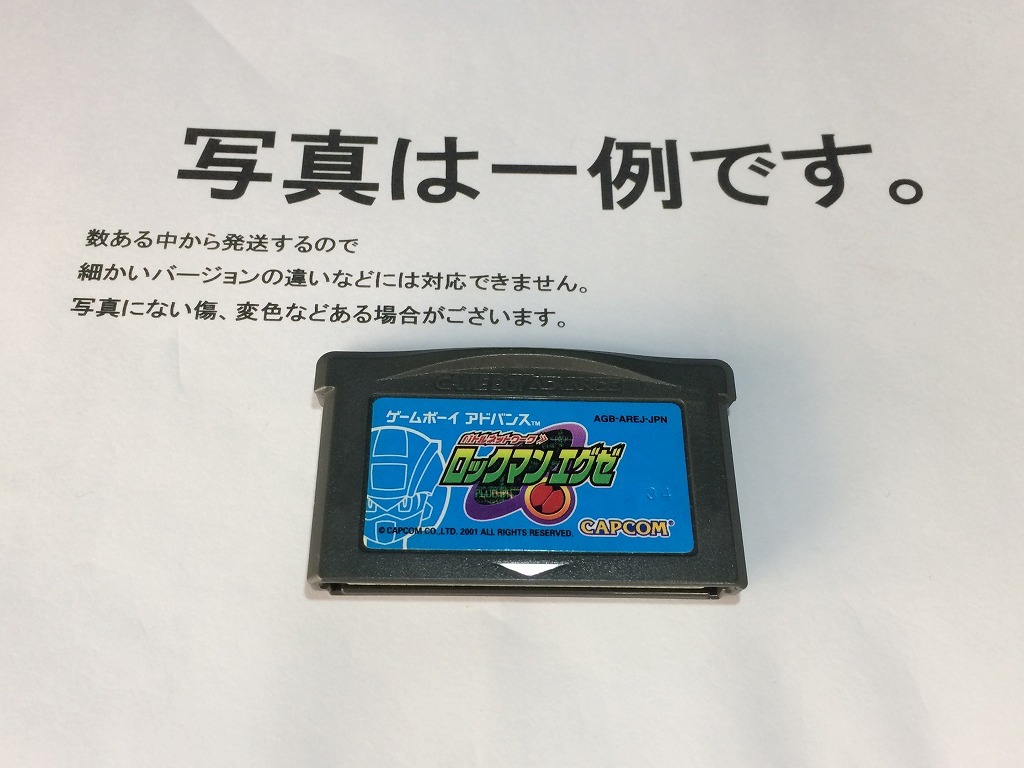 写真は一例です。
数ある中から発送するので
細かいバージョンの違いなどには対応できません。
写真にない傷、変色などある場合がございます。
GAME BOY ADVANCE
ゲームボーイ アドバンス™
AGB-AREJ-JPN
バトルネットワーク
ロックマンエグゼ
04
CAPCOM®
© CAPCOM CO., LTD. 2001 ALL RIGHTS RESERVED.